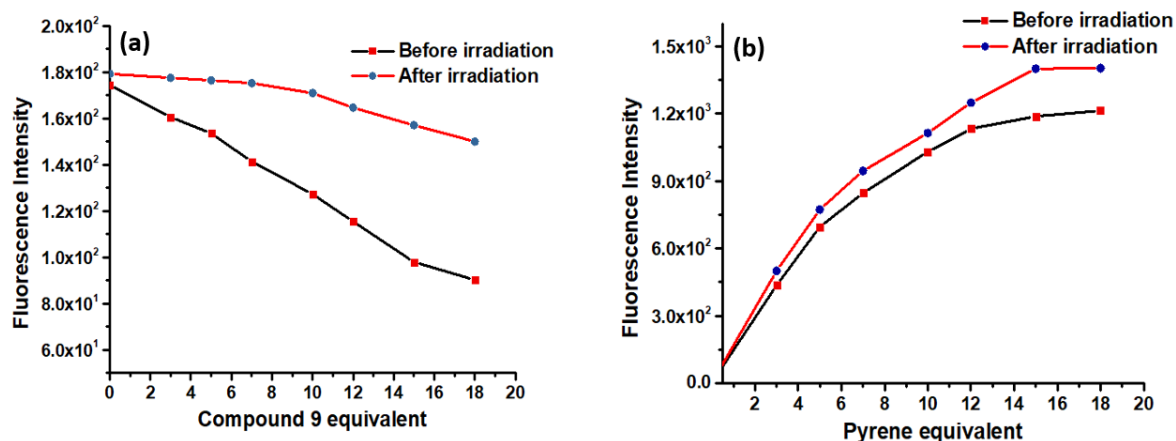 (a)
Before irradiation
After irradiation
2.0x10²
1.8x10²
1.6x10²
1.4x10²
1.2x10²
1.0x10²
8.0x10¹
6.0x10¹
Fluorescence Intensity
0 2 4 6 8 10 12 14 16 18 20
Compound 9 equivalent
(b)
Before irradiation
After irradiation
1.5x10³
1.2x10³
9.0x10²
6.0x10²
3.0x10²
0.0
Fluorescence Intensity
2 4 6 8 10 12 14 16 18 20
Pyrene equivalent